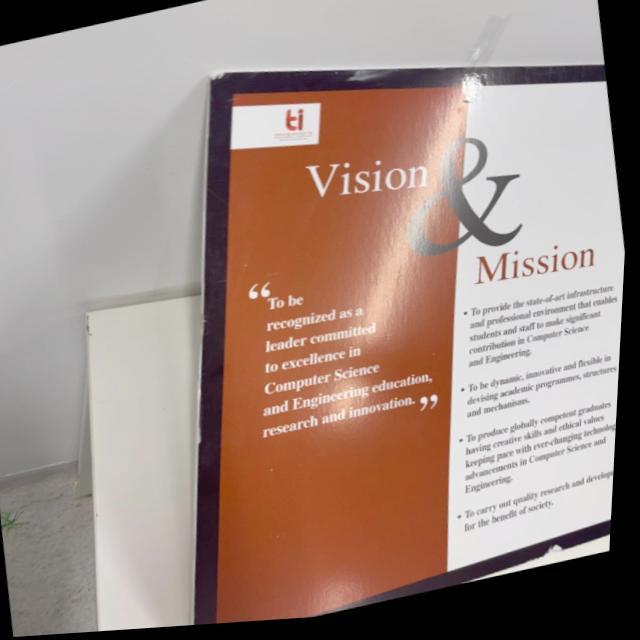 ti
Vision
&
Mission
“ To be
recognized as a
leader committed
to excellence in
Computer Science
and Engineering education,
research and innovation. ”
• To provide the state-of-art infrastructure
and professional environment that enables
students and staff to make significant
contribution in Computer Science
and Engineering.
• To be dynamic, innovative and flexible in
devising academic programmes, structures
and mechanisms.
• To produce globally competent graduates
having creative skills and ethical values
keeping pace with ever-changing
advancements in Computer Science and
Engineering.
• To carry out quality research and
for the benefit of society.